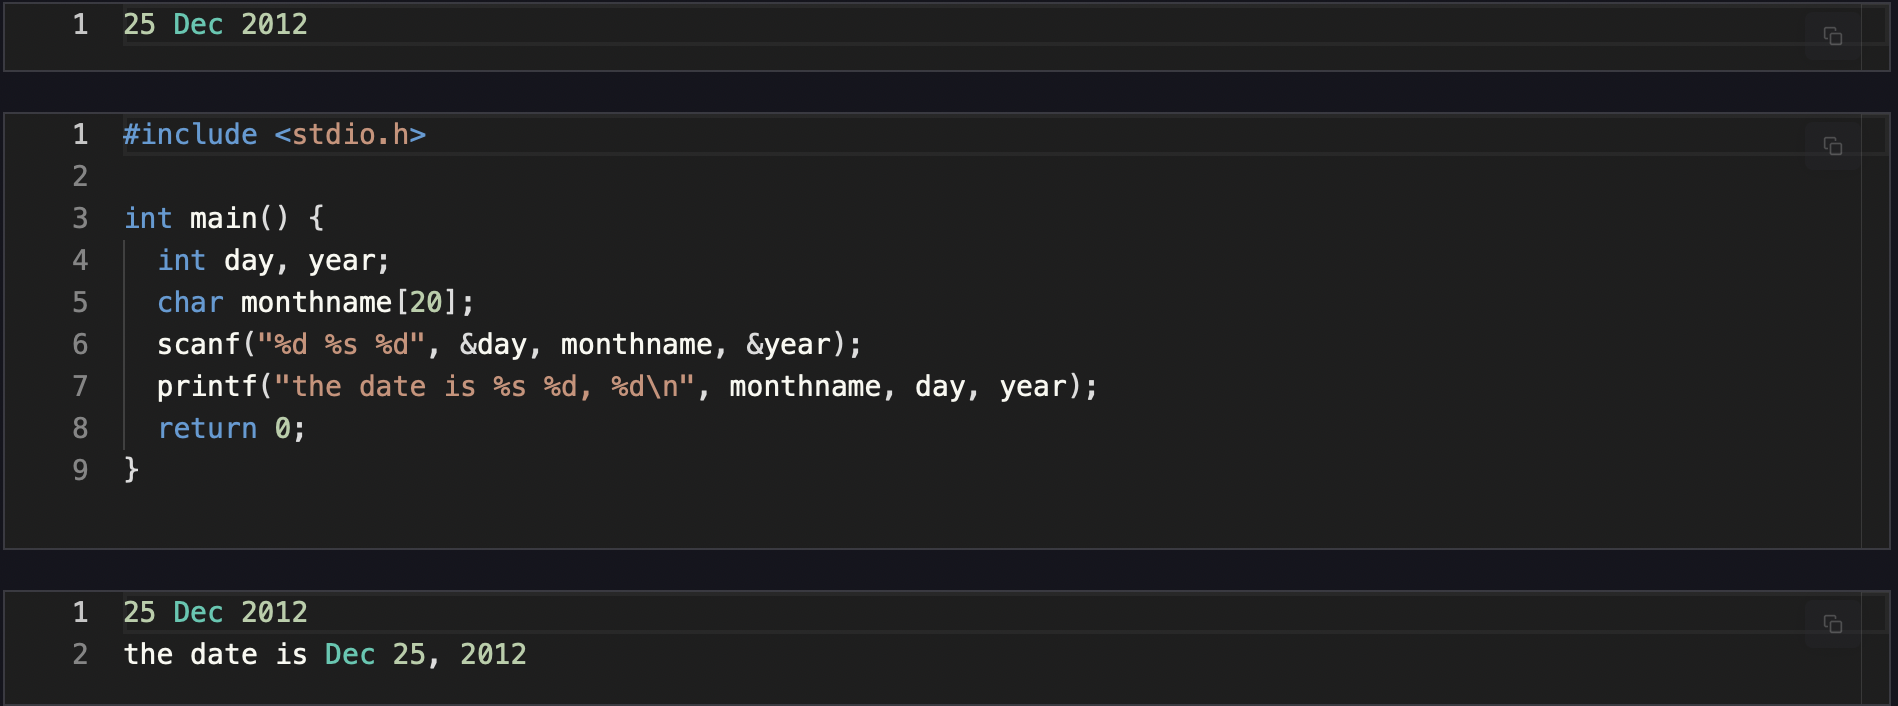 1 25 Dec 2012
1 #include <stdio.h>
2
3 int main() {
4   int day, year;
5   char monthname[20];
6   scanf("%d %s %d", &day, monthname, &year);
7   printf("the date is %s %d, %d\n", monthname, day, year);
8   return 0;
9 }
1 25 Dec 2012
2 the date is Dec 25, 2012